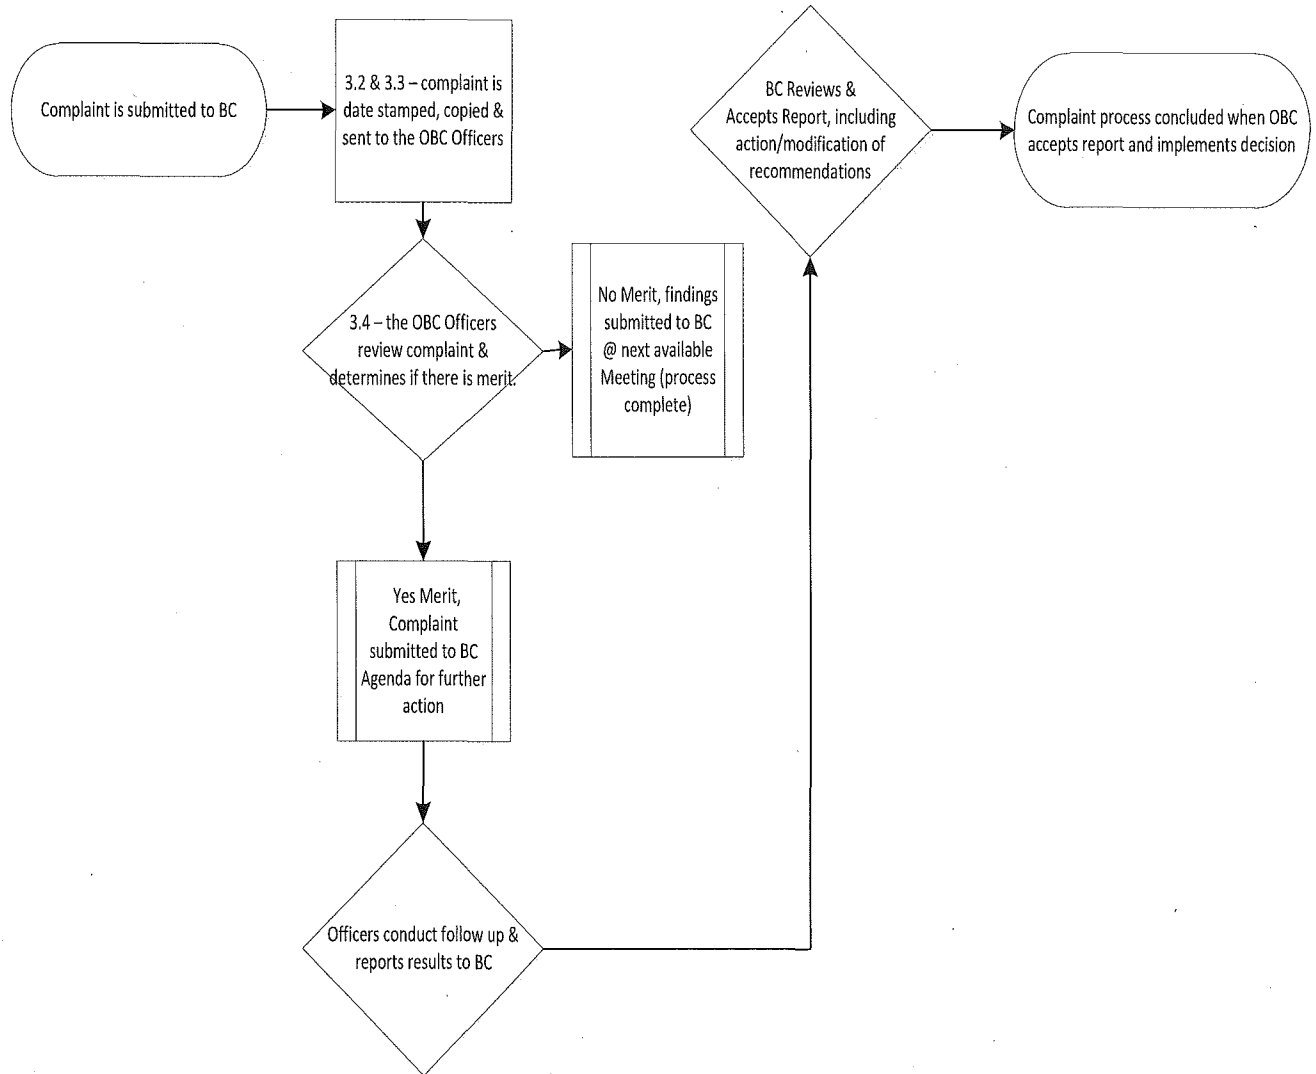 Complaint is submitted to BC
3.2 & 3.3 – complaint is
date stamped, copied &
sent to the OBC Officers
3.4 – the OBC Officers
review complaint &
determines if there is merit.
No Merit, findings
submitted to BC
@ next available
Meeting (process
complete)
Yes Merit,
Complaint
submitted to BC
Agenda for further
action
Officers conduct follow up &
reports results to BC
BC Reviews &
Accepts Report, including
action/modification of
recommendations
Complaint process concluded when OBC
accepts report and implements decision